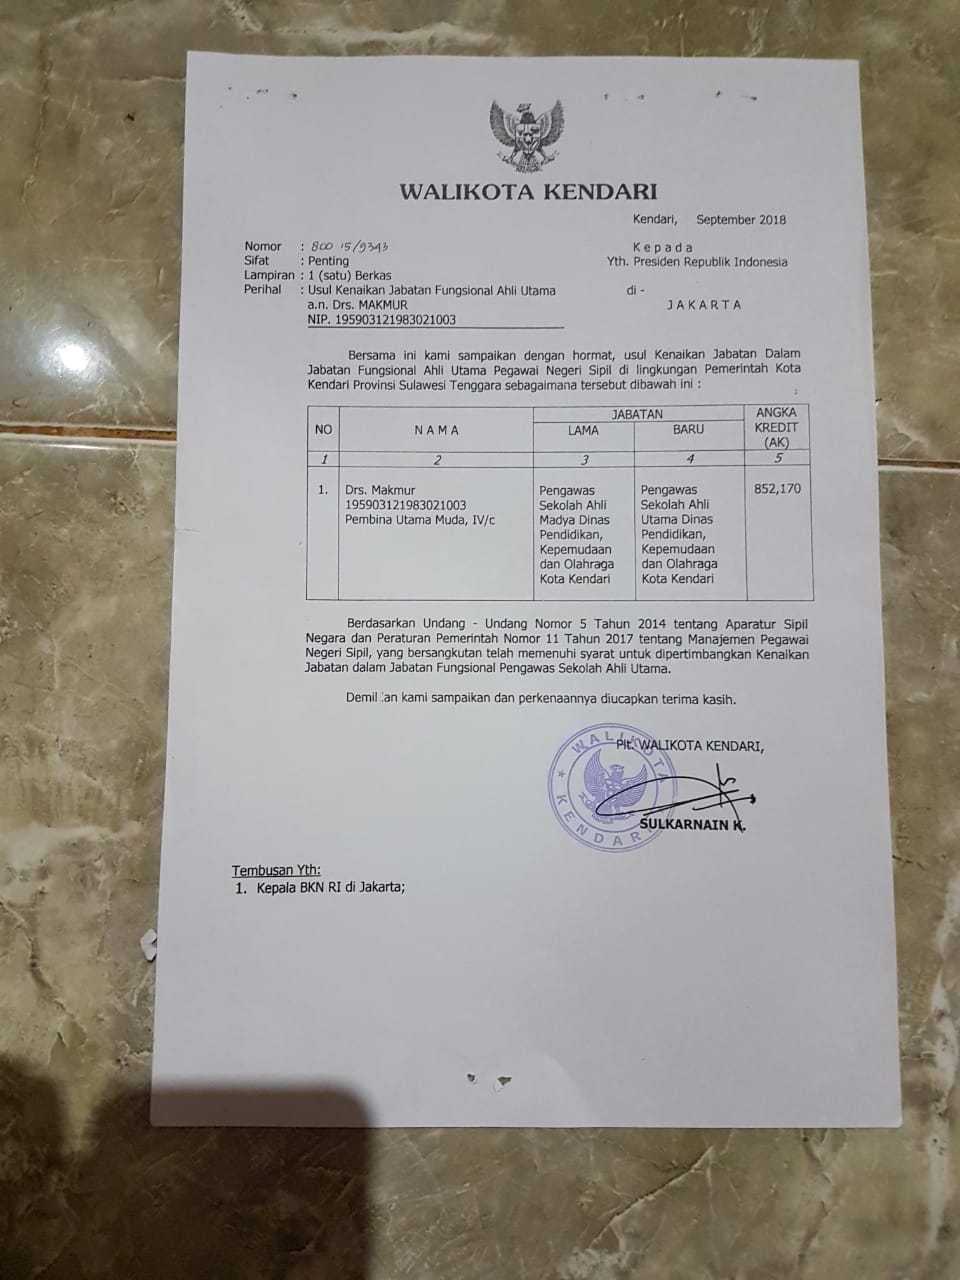 WALIKOTA KENDARI
Kendari, September 2018
Nomor : 800 15/9343
Sifat : Penting
Lampiran : 1 (satu) Berkas
Perihal : Usul Kenaikan Jabatan Fungsional Ahli Utama
a.n. Drs. MAKMUR
NIP. 195903121983021003
K e p a d a
Yth. Presiden Republik Indonesia
di -
J A K A R T A
Bersama ini kami sampaikan dengan hormat, usul Kenaikan Jabatan Dalam
Jabatan Fungsional Ahli Utama Pegawai Negeri Sipil di lingkungan Pemerintah Kota
Kendari Provinsi Sulawesi Tenggara sebagaimana tersebut dibawah ini :
NO
N A M A
JABATAN
LAMA
BARU
ANGKA
KREDIT
(AK)
1 2 3 4 5
1.
Drs. Makmur
195903121983021003
Pembina Utama Muda, IV/c
Pengawas
Sekolah Ahli
Madya Dinas
Pendidikan,
Kepemudaan
dan Olahraga
Kota Kendari
Pengawas
Sekolah Ahli
Utama Dinas
Pendidikan,
Kepemudaan
dan Olahraga
Kota Kendari
852,170
Berdasarkan Undang - Undang Nomor 5 Tahun 2014 tentang Aparatur Sipil
Negara dan Peraturan Pemerintah Nomor 11 Tahun 2017 tentang Manajemen Pegawai
Negeri Sipil, yang bersangkutan telah memenuhi syarat untuk dipertimbangkan Kenaikan
Jabatan dalam Jabatan Fungsional Pengawas Sekolah Ahli Utama.
Demikian kami sampaikan dan perkenaannya diucapkan terima kasih.
Plt. WALIKOTA KENDARI,
WALIKOTA
KENDARI
SULKARNAIN K.
Tembusan Yth:
1. Kepala BKN RI di Jakarta;